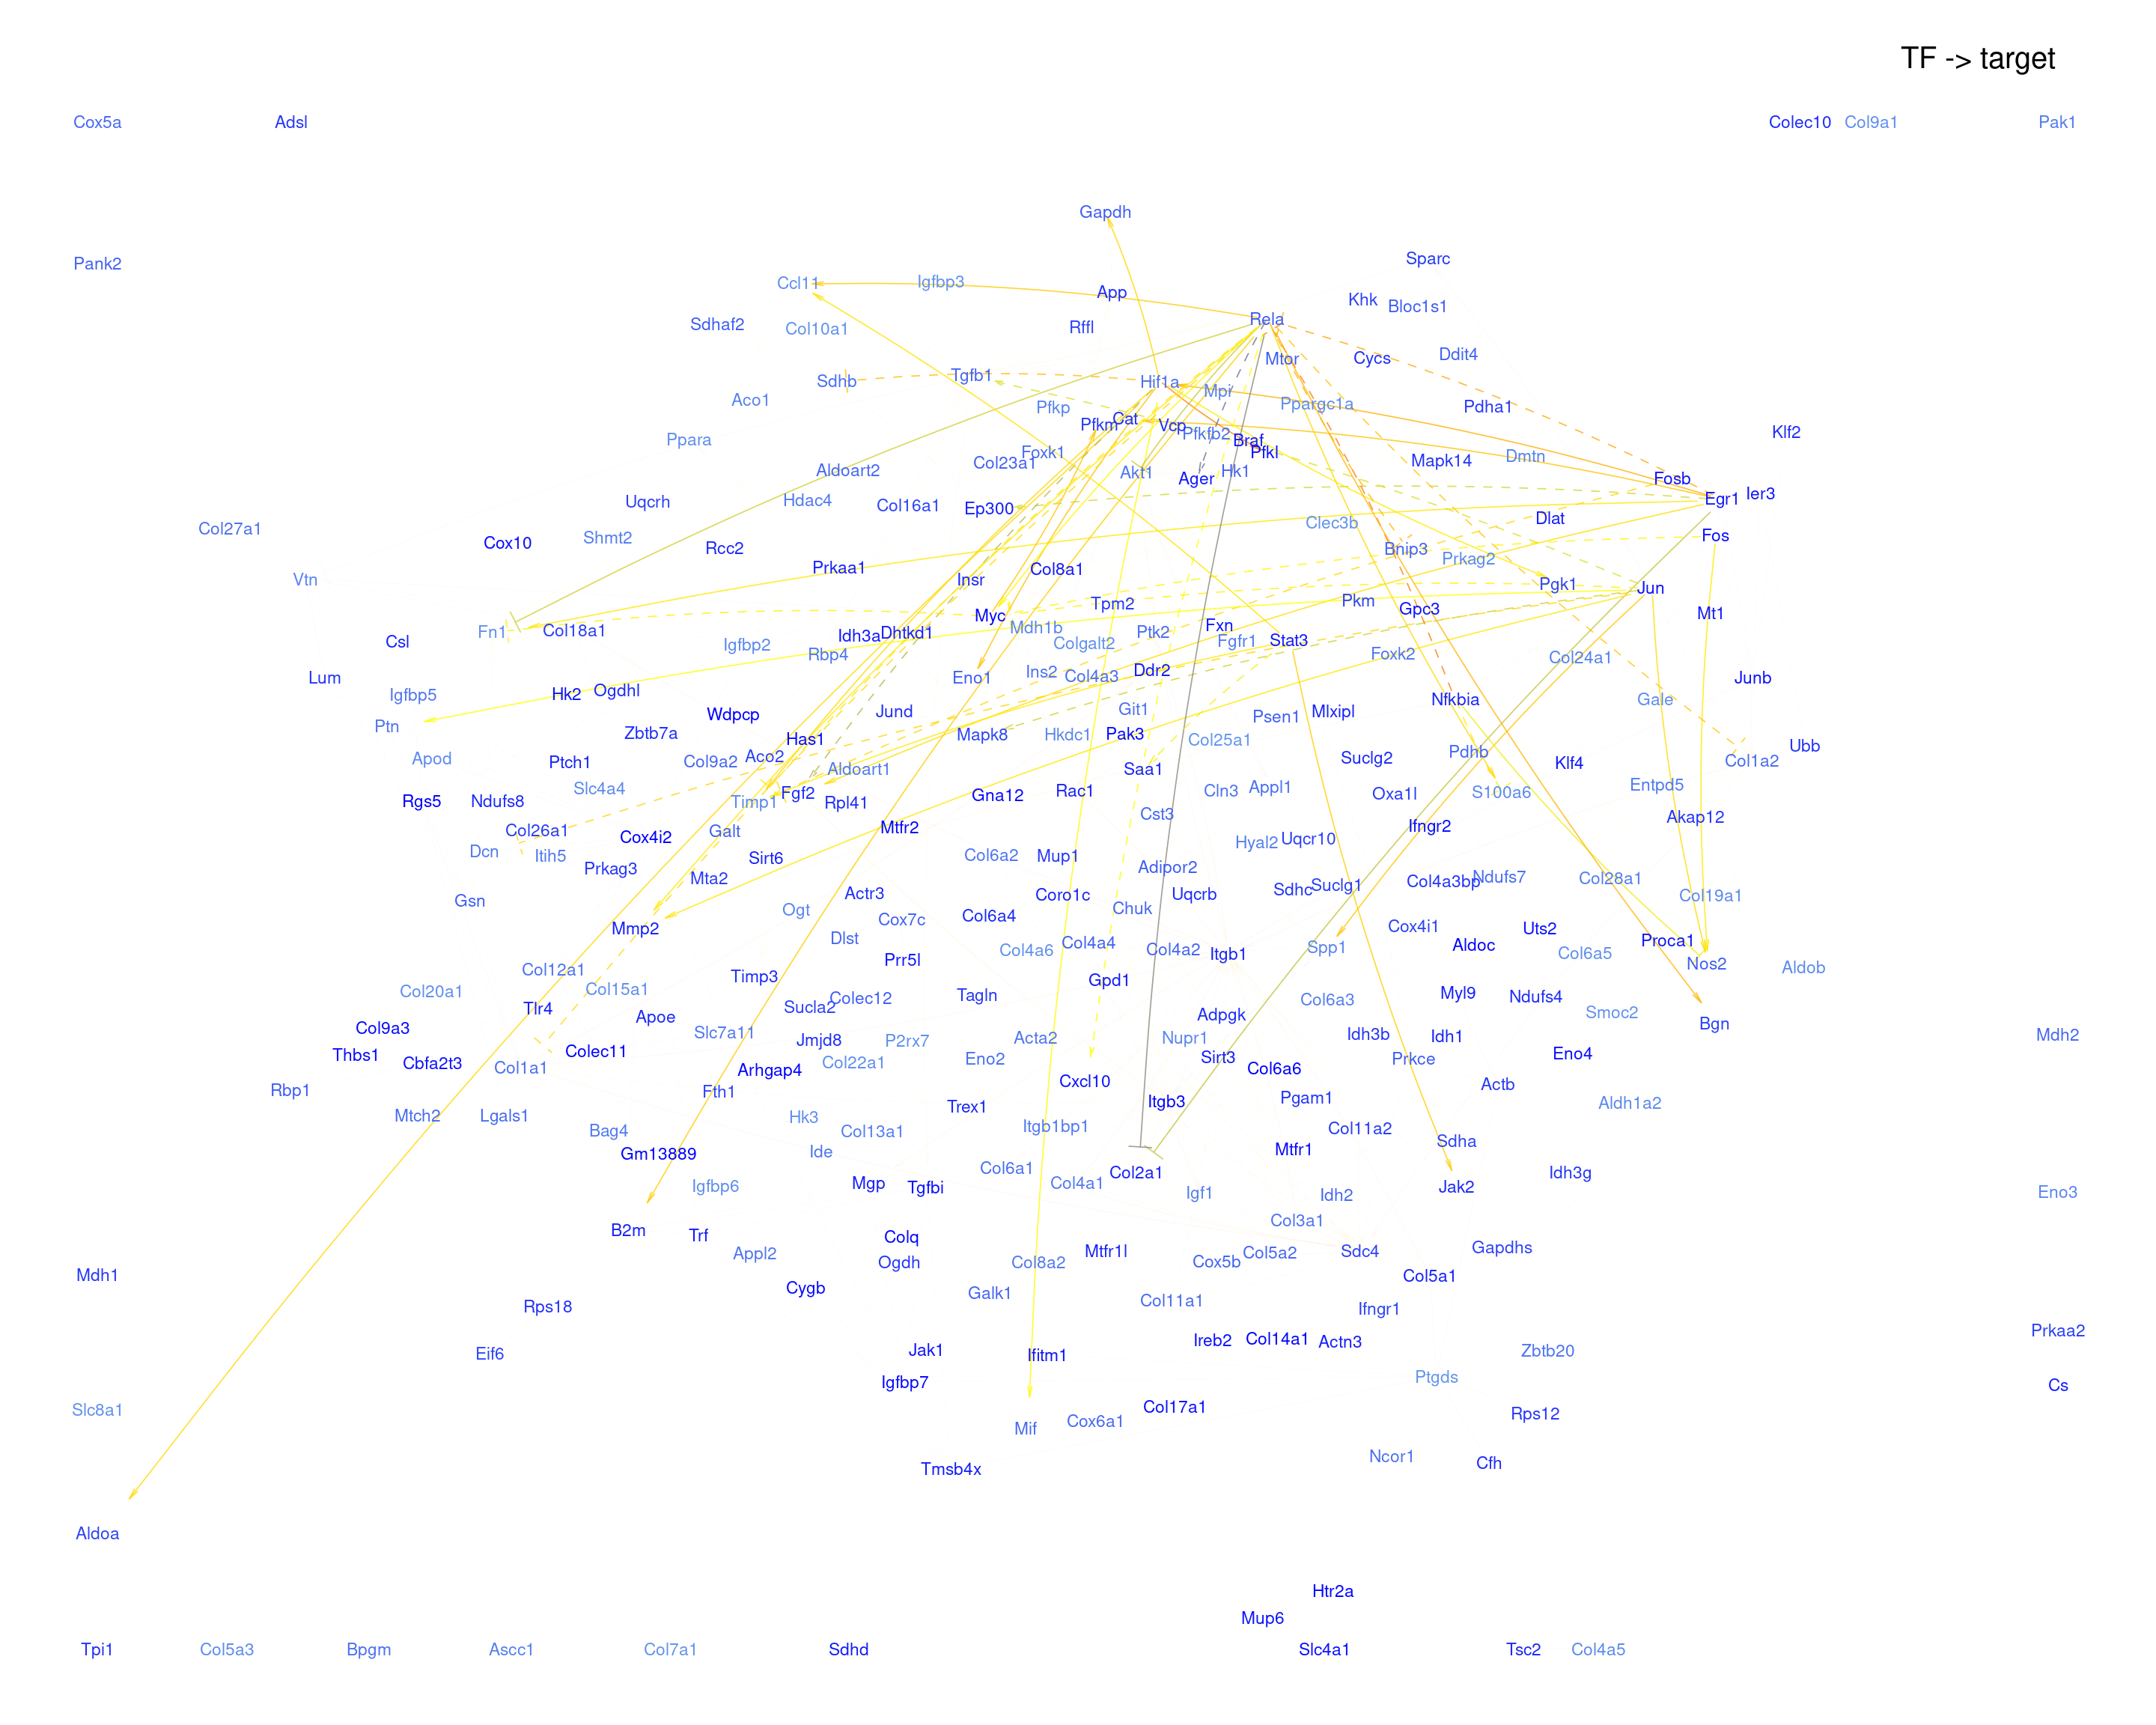 TF -> target
Cox5a
Adsl
Colec10
Col9a1
Pak1
Gapdh
Sparc
Pank2
Ccl11
Igfbp3
App
Khk
Bloc1s1
Sdhaf2
Col10a1
Rffl
Rela
Mtor
Cycs
Ddit4
Sdhb
Tgfb1
Hif1a
Mpi
Aco1
Pfkp
Ppargc1a
Pdha1
Pfkm
Cat
Vcp
Pfkfb2
Braf
Klf2
Ppara
Foxk1
Pfkl
Col23a1
Mapk14
Dmtn
Aldoart2
Akt1
Ager
Hk1
Fosb
Ier3
Egr1
Uqcrh
Hdac4
Col16a1
Ep300
Clec3b
Dlat
Fos
Col27a1
Cox10
Shmt2
Rcc2
Bnip3
Prkag2
Prkaa1
Col8a1
Vtn
Insr
Pgk1
Jun
Myc
Tpm2
Pkm
Gpc3
Mt1
Fn1
Col18a1
Csl
Idh3a
Dhtkd1
Mdh1b
Ptk2
Fxn
Igfbp2
Rbp4
Colgalt2
Fgfr1
Stat3
Foxk2
Col24a1
Lum
Eno1
Ins2
Col4a3
Ddr2
Junb
Igfbp5
Hk2
Ogdhl
Nfkbia
Gale
Ptn
Wdpcp
Jund
Git1
Psen1
Mlxipl
Zbtb7a
Has1
Mapk8
Hkdc1
Pak3
Col25a1
Ubb
Apod
Ptch1
Col9a2
Aco2
Aldoart1
Saa1
Suclg2
Pdhb
Klf4
Col1a2
Slc4a4
Rgs5
Ndufs8
Timp1
Fgf2
Rpl41
Gna12
Rac1
Cln3
Appl1
Oxa1l
S100a6
Entpd5
Col26a1
Cox4i2
Galt
Mtfr2
Cst3
Ifngr2
Akap12
Dcn
Itih5
Sirt6
Col6a2
Mup1
Hyal2
Uqcr10
Prkag3
Mta2
Adipor2
Col4a3bp
Ndufs7
Col28a1
Gsn
Actr3
Coro1c
Uqcrb
Sdhc
Suclg1
Col19a1
Ogt
Cox7c
Col6a4
Chuk
Mmp2
Dlst
Col4a6
Col4a4
Col4a2
Itgb1
Spp1
Cox4i1
Aldoc
Uts2
Col6a5
Proca1
Nos2
Aldob
Col12a1
Timp3
Prr5l
Gpd1
Col20a1
Col15a1
Sucla2
Colec12
Tagln
Col6a3
Myl9
Ndufs4
Tlr4
Apoe
Adpgk
Smoc2
Bgn
Col9a3
Slc7a11
Jmjd8
P2rx7
Acta2
Nupr1
Idh3b
Idh1
Mdh2
Thbs1
Cbfa2t3
Col1a1
Colec11
Arhgap4
Col22a1
Eno2
Sirt3
Col6a6
Prkce
Eno4
Rbp1
Fth1
Cxcl10
Actb
Mtch2
Lgals1
Hk3
Trex1
Itgb3
Pgam1
Aldh1a2
Bag4
Col13a1
Itgb1bp1
Col11a2
Gm13889
Ide
Mtfr1
Sdha
Igfbp6
Mgp
Tgfbi
Col6a1
Col4a1
Col2a1
Igf1
Idh2
Jak2
Idh3g
Eno3
B2m
Trf
Colq
Col3a1
Appl2
Ogdh
Col8a2
Mtfr1l
Cox5b
Col5a2
Sdc4
Gapdhs
Mdh1
Cygb
Galk1
Col5a1
Rps18
Col11a1
Ifngr1
Eif6
Jak1
Ifitm1
Ireb2
Col14a1
Actn3
Zbtb20
Prkaa2
Igfbp7
Ptgds
Cs
Slc8a1
Mif
Cox6a1
Col17a1
Rps12
Tmsb4x
Ncor1
Cfh
Aldoa
Htr2a
Mup6
Tpi1
Col5a3
Bpgm
Ascc1
Col7a1
Sdhd
Slc4a1
Tsc2
Col4a5